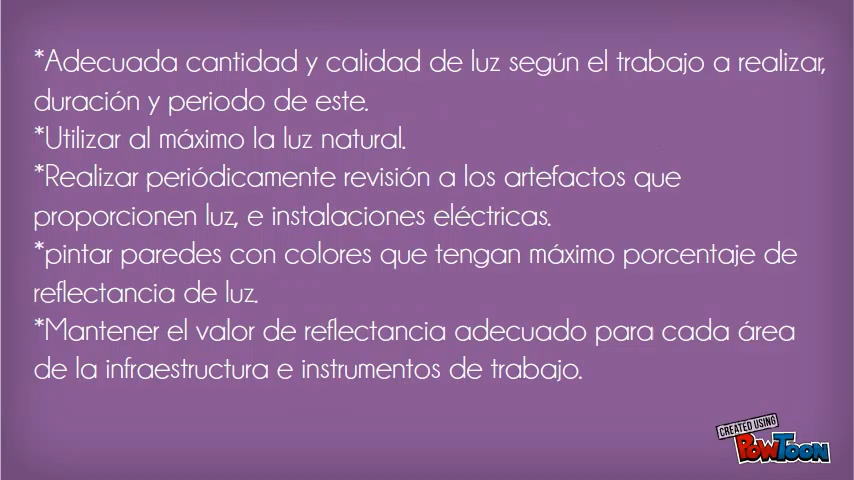 *Adecuada cantidad y calidad de luz según el trabajo a realizar,
duración y periodo de este.
*Utilizar al máximo la luz natural.
*Realizar periódicamente revisión a los artefactos que
proporcionen luz, e instalaciones eléctricas.
*pintar paredes con colores que tengan máximo porcentaje de
reflectancia de luz.
*Mantener el valor de reflectancia adecuado para cada área
de la infraestructura e instrumentos de trabajo.
CREATED USING
POWTOON